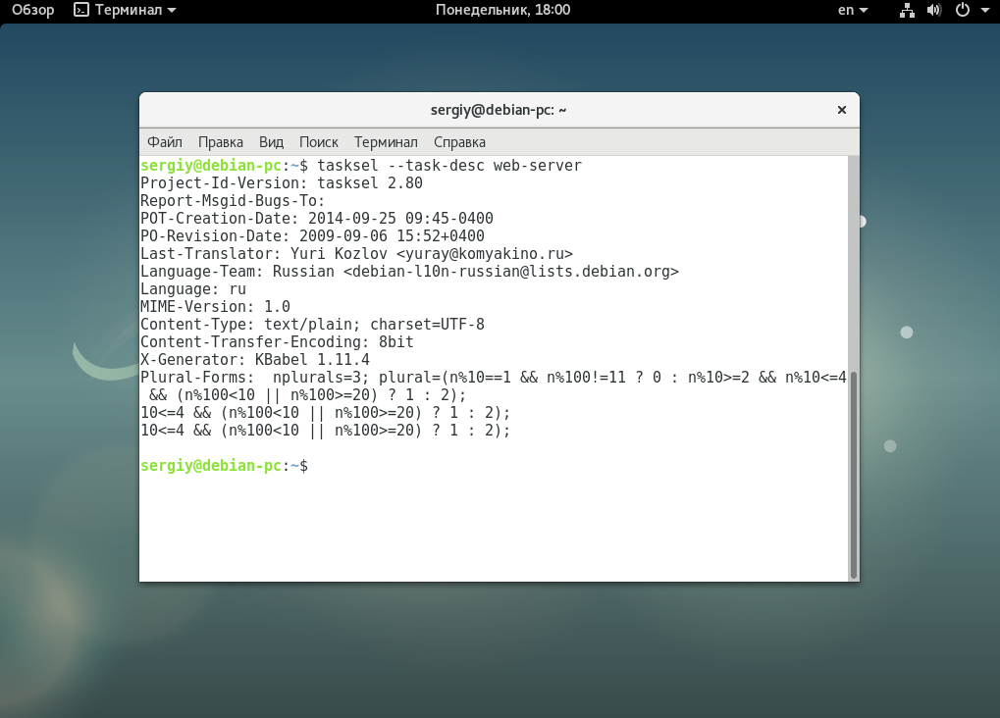 Обзор Терминал Понедельник, 18:00 en
sergiy@debian-pc: ~
Файл Правка Вид Поиск Терминал Справка
sergiy@debian-pc:~$ tasksel --task-desc web-server
Project-Id-Version: tasksel 2.80
Report-Msgid-Bugs-To:
POT-Creation-Date: 2014-09-25 09:45-0400
PO-Revision-Date: 2009-09-06 15:52+0400
Last-Translator: Yuri Kozlov <yuray@komyakino.ru>
Language-Team: Russian <debian-l10n-russian@lists.debian.org>
Language: ru
MIME-Version: 1.0
Content-Type: text/plain; charset=UTF-8
Content-Transfer-Encoding: 8bit
X-Generator: KBabel 1.11.4
Plural-Forms:  nplurals=3; plural=(n%10==1 && n%100!=11 ? 0 : n%10>=2 && n%10<=4
 && (n%100<10 || n%100>=20) ? 1 : 2);
10<=4 && (n%100<10 || n%100>=20) ? 1 : 2);
10<=4 && (n%100<10 || n%100>=20) ? 1 : 2);
sergiy@debian-pc:~$